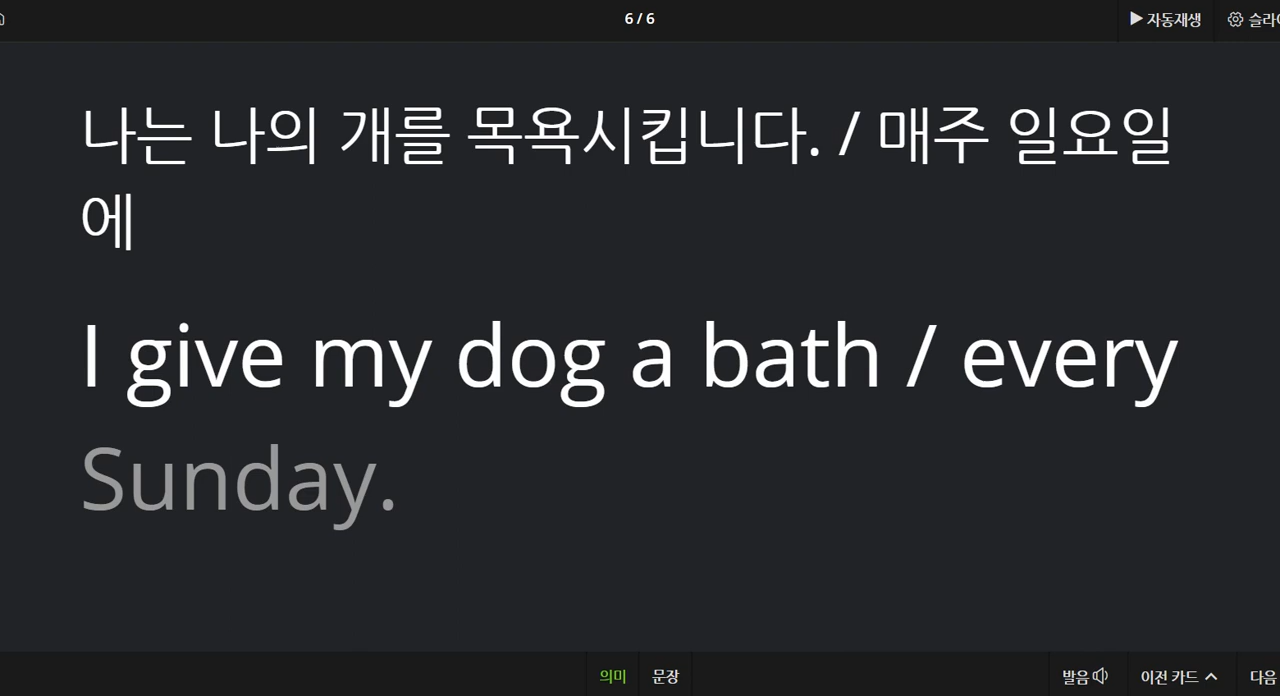 6 / 6
자동재생
나는 나의 개를 목욕시킵니다. / 매주 일요일
에
I give my dog a bath / every
Sunday.
의미
문장
발음
이전 카드
다음